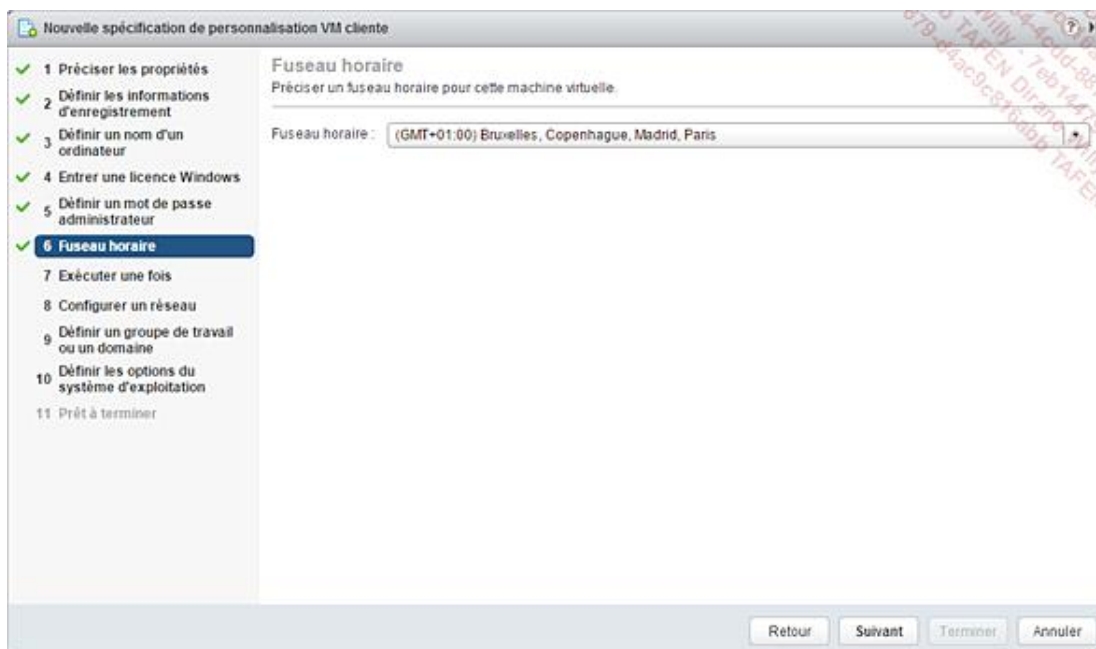 Nouvelle spécification de personnalisation VM cliente
?
1 Préciser les propriétés
2 Définir les informations
d'enregistrement
3 Définir un nom d'un
ordinateur
4 Entrer une licence Windows
5 Définir un mot de passe
administrateur
6 Fuseau horaire
7 Exécuter une fois
8 Configurer un réseau
9 Définir un groupe de travail
ou un domaine
10 Définir les options du
système d'exploitation
11 Prêt à terminer
Fuseau horaire
Préciser un fuseau horaire pour cette machine virtuelle.
Fuseau horaire : (GMT+01:00) Bruxelles, Copenhague, Madrid, Paris
Retour Suivant Terminer Annuler